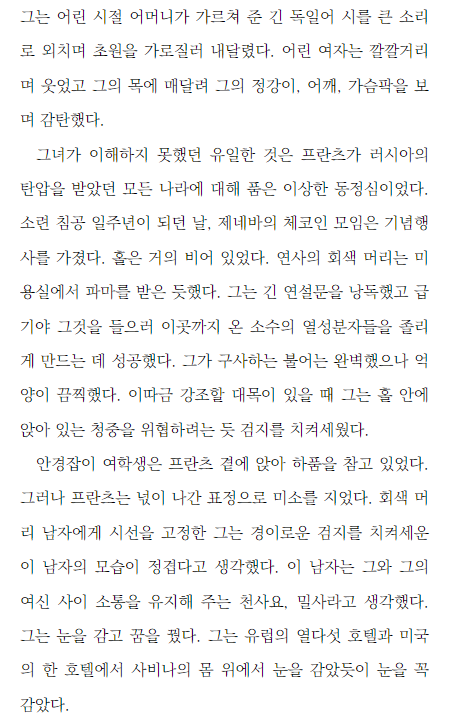 그는 어린 시절 어머니가 가르쳐 준 긴 독일어 시를 큰 소리
로 외치며 초원을 가로질러 내달렸다. 어린 여자는 깔깔거리
며 웃었고 그의 목에 매달려 그의 정강이, 어깨, 가슴팍을 보
며 감탄했다.
그녀가 이해하지 못했던 유일한 것은 프란츠가 러시아의
탄압을 받았던 모든 나라에 대해 품은 이상한 동정심이었다.
소련 침공 일주년이 되던 날, 제네바의 체코인 모임은 기념행
사를 가졌다. 홀은 거의 비어 있었다. 연사의 회색 머리는 미
용실에서 파마를 받은 듯했다. 그는 긴 연설문을 낭독했고 급
기야 그것을 들으러 이곳까지 온 소수의 열성분자들을 졸리
게 만드는 데 성공했다. 그가 구사하는 불어는 완벽했으나 억
양이 끔찍했다. 이따금 강조할 대목이 있을 때 그는 홀 안에
앉아 있는 청중을 위협하려는 듯 검지를 치켜세웠다.
안경잡이 여학생은 프란츠 곁에 앉아 하품을 참고 있었다.
그러나 프란츠는 넋이 나간 표정으로 미소를 지었다. 회색 머
리 남자에게 시선을 고정한 그는 경이로운 검지를 치켜세운
이 남자의 모습이 정겹다고 생각했다. 이 남자는 그와 그의
여신 사이 소통을 유지해 주는 천사요, 밀사라고 생각했다.
그는 눈을 감고 꿈을 꿨다. 그는 유럽의 열다섯 호텔과 미국
의 한 호텔에서 사비나의 몸 위에서 눈을 감았듯이 눈을 꼭
감았다.